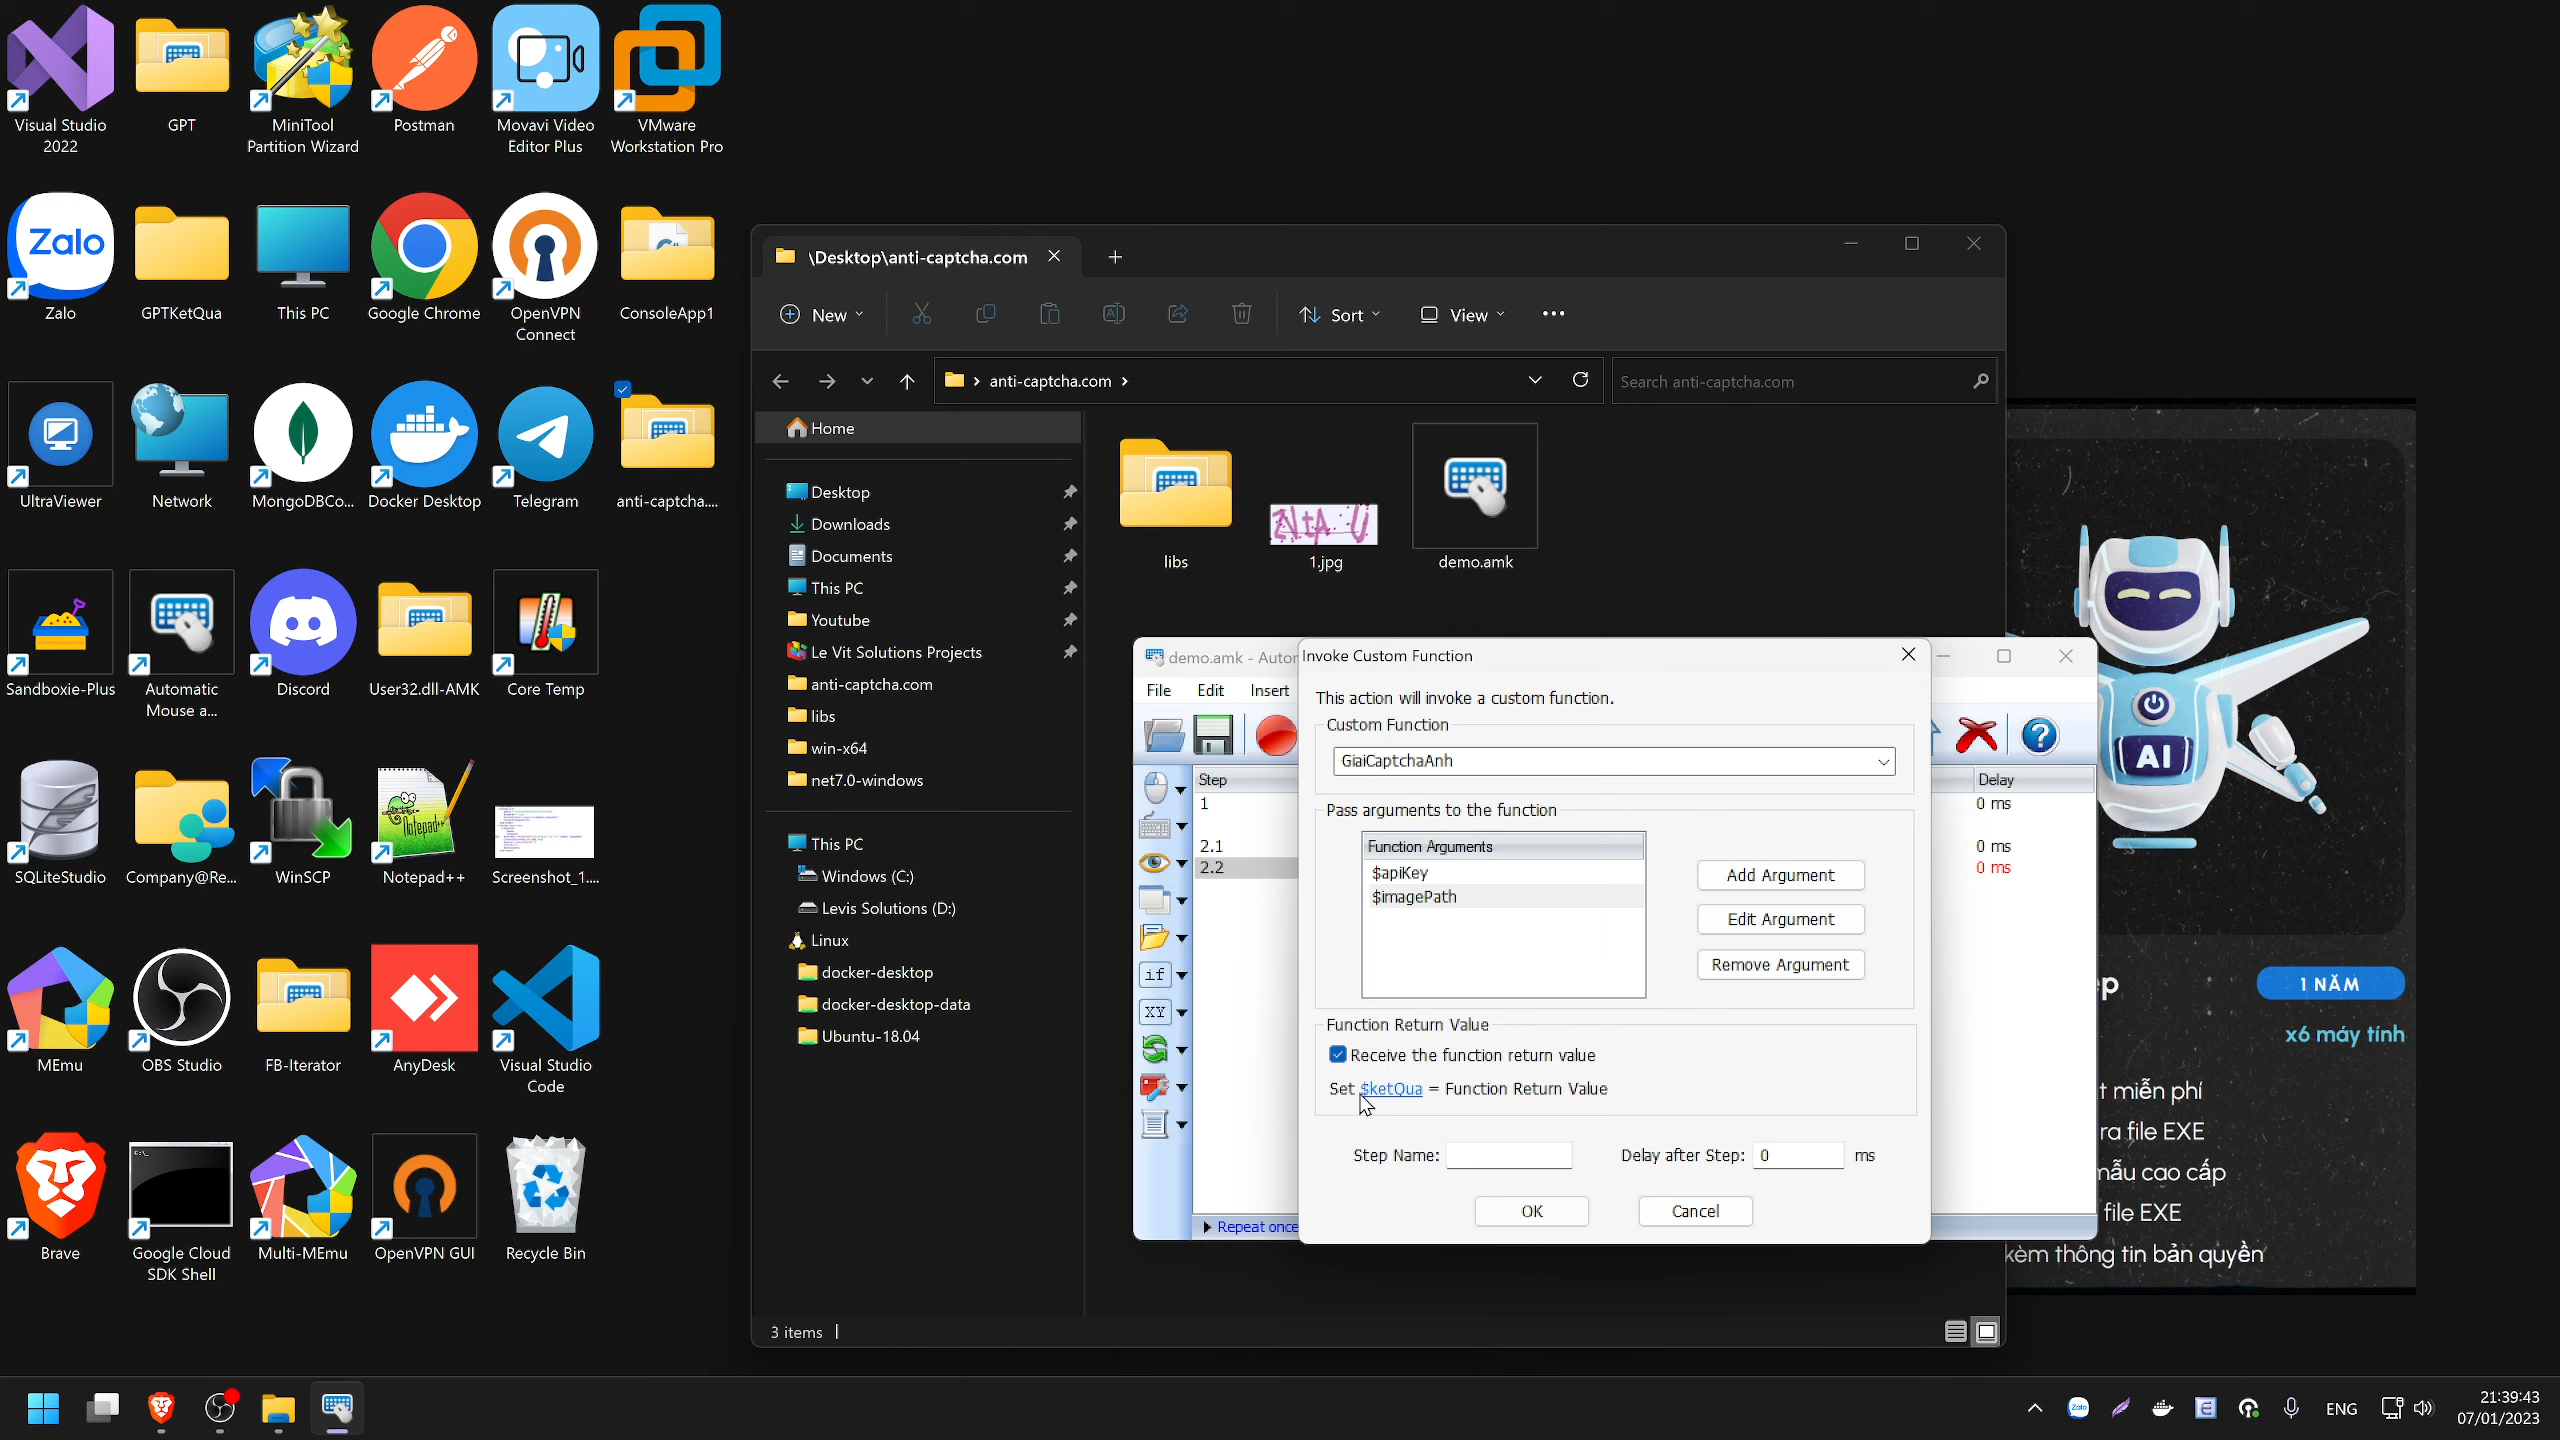 Visual Studio
2022
GPT
MiniTool
Partition Wizard
Postman
Movavi Video
Editor Plus
VMware
Workstation Pro
Zalo
Zalo
GPTKetQua
This PC
Google Chrome
OpenVPN
Connect
ConsoleApp1
UltraViewer
Network
MongoDBCo...
Docker Desktop
Telegram
anti-captcha....
Sandboxie-Plus
Automatic
Mouse a...
Discord
User32.dll-AMK
Core Temp
SQLiteStudio
Company@Re...
WinSCP
Notepad++
Notepad++
Screenshot_1....
MEmu
OBS Studio
FB-Iterator
AnyDesk
Visual Studio
Code
Brave
Google Cloud
SDK Shell
Multi-MEmu
OpenVPN GUI
Recycle Bin
\Desktop\anti-captcha.com
New
Sort
View
anti-captcha.com
Search anti-captcha.com
Home
Desktop
Downloads
Documents
This PC
Youtube
Le Vit Solutions Projects
anti-captcha.com
libs
win-x64
net7.0-windows
This PC
Windows (C:)
Levis Solutions (D:)
Linux
docker-desktop
docker-desktop-data
Ubuntu-18.04
libs
1.jpg
demo.amk
3 items
demo.amk - Autor
File Edit Insert
Step
Delay
1
0 ms
2.1
0 ms
2.2
0 ms
if
XY
Repeat once
Invoke Custom Function
This action will invoke a custom function.
Custom Function
GiaiCaptchaAnh
Pass arguments to the function
Function Arguments
$apiKey
$imagePath
Add Argument
Edit Argument
Remove Argument
Function Return Value
Receive the function return value
Set $ketQua = Function Return Value
Step Name:
Delay after Step: 0 ms
OK
Cancel
AI
1 NĂM
x6 máy tính
t miễn phí
ra file EXE
mẫu cao cấp
file EXE
kèm thông tin bản quyền
Zalo
ENG
21:39:43
07/01/2023